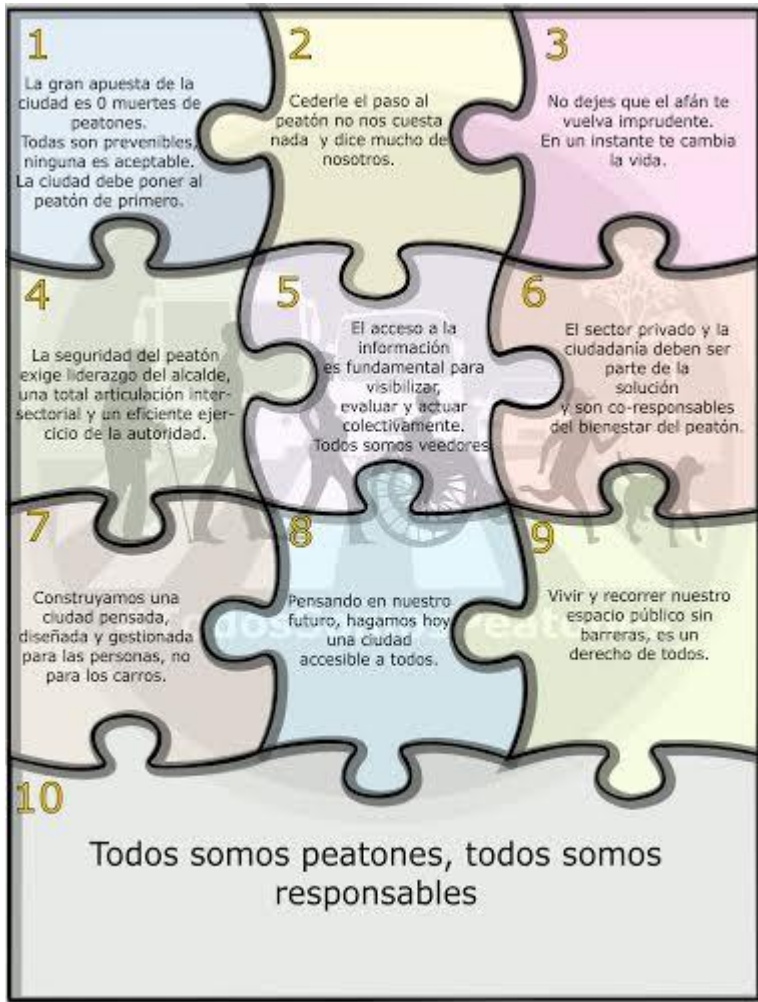 1
La gran apuesta de la
ciudad es 0 muertes de
peatones.
Todas son prevenibles,
ninguna es aceptable.
La ciudad debe poner al
peatón de primero.
2
Cederle el paso al
peatón no nos cuesta
nada y dice mucho de
nosotros.
3
No dejes que el afán te
vuelva imprudente.
En un instante te cambia
la vida.
4
La seguridad del peatón
exige liderazgo del alcalde,
una total articulación inter-
sectorial y un eficiente ejer-
cicio de la autoridad.
5
El acceso a la
información
es fundamental para
visibilizar,
evaluar y actuar
colectivamente.
Todos somos veedores
6
El sector privado y la
ciudadanía deben ser
parte de la
solución
y son co-responsables
del bienestar del peatón.
7
Construyamos una
ciudad pensada,
diseñada y gestionada
para las personas, no
para los carros.
8
Pensando en nuestro
futuro, hagamos hoy
una ciudad
accesible a todos.
9
Vivir y recorrer nuestro
espacio público sin
barreras, es un
derecho de todos.
10
Todos somos peatones, todos somos
responsables